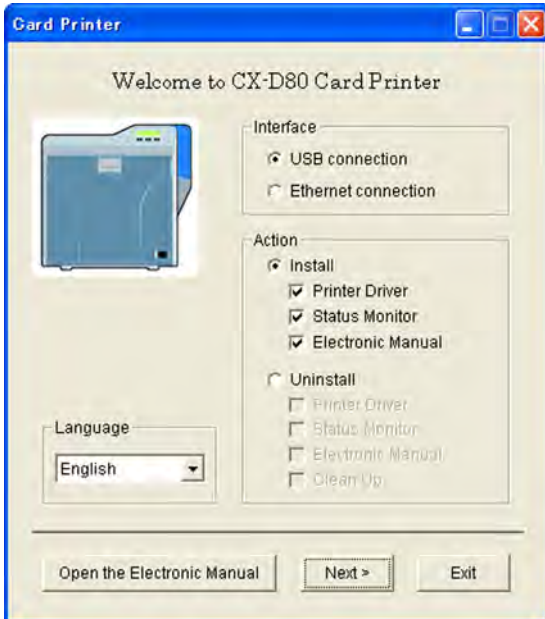 Card Printer
Welcome to CX-D80 Card Printer
Interface
USB connection
Ethernet connection
Action
Install
Printer Driver
Status Monitor
Electronic Manual
Uninstall
Printer Driver
Status Monitor
Electronic Manual
Clean Up
Language
English
Open the Electronic Manual
Next >
Exit